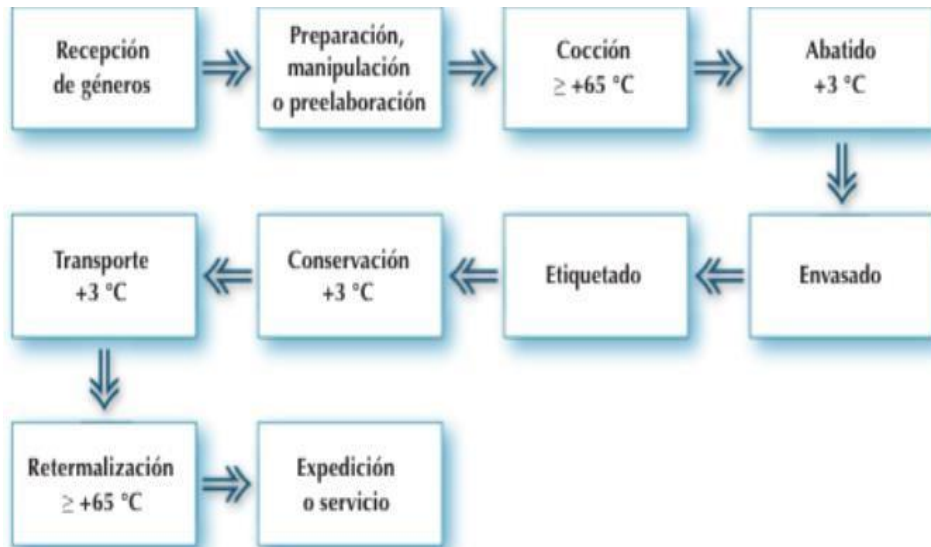 Recepción
de géneros
Preparación,
manipulación
o preelaboración
Cocción
≥ +65 °C
Abatido
+3 °C
Envasado
Etiquetado
Conservación
+3 °C
Transporte
+3 °C
Retermalización
≥ +65 °C
Expedición
o servicio